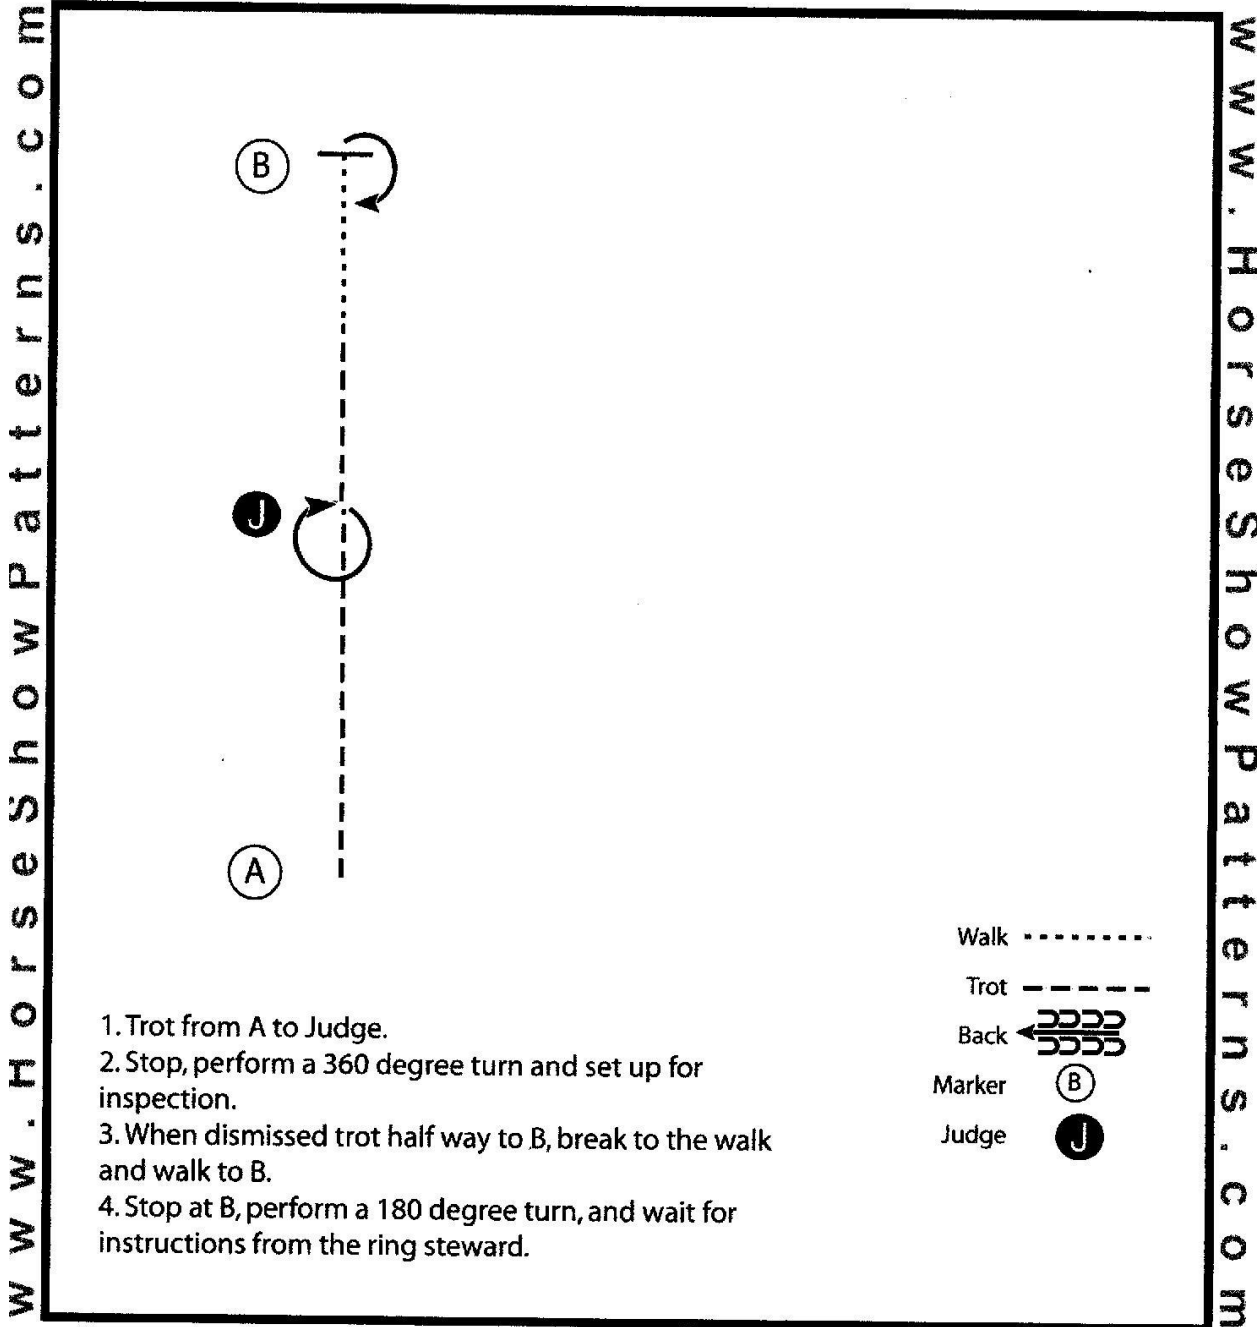 www.HorseShowPatterns.com
www.HorseShowPatterns.com
B
J
A
Walk
Trot
Back
Marker B
Judge J
1. Trot from A to Judge.
2. Stop, perform a 360 degree turn and set up for
inspection.
3. When dismissed trot half way to B, break to the walk
and walk to B.
4. Stop at B, perform a 180 degree turn, and wait for
instructions from the ring steward.